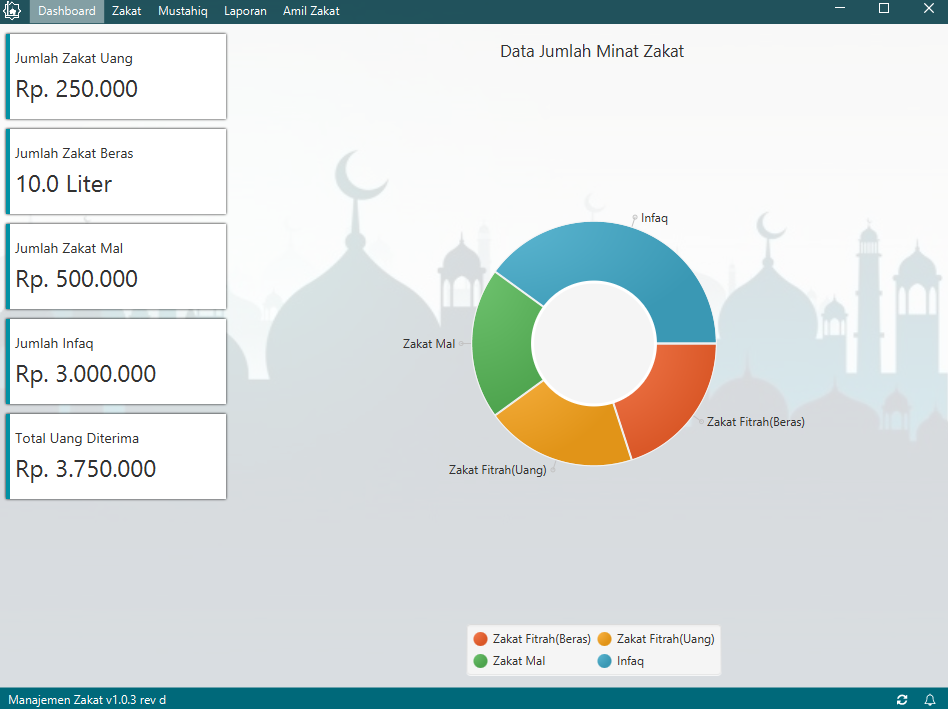 Dashboard Zakat Mustahiq Laporan Amil Zakat
Jumlah Zakat Uang
Rp. 250.000
Jumlah Zakat Beras
10.0 Liter
Jumlah Zakat Mal
Rp. 500.000
Jumlah Infaq
Rp. 3.000.000
Total Uang Diterima
Rp. 3.750.000
Data Jumlah Minat Zakat
Infaq
Zakat Mal
Zakat Fitrah(Beras)
Zakat Fitrah(Uang)
Zakat Fitrah(Beras) Zakat Fitrah(Uang)
Zakat Mal Infaq
Manajemen Zakat v1.0.3 rev d